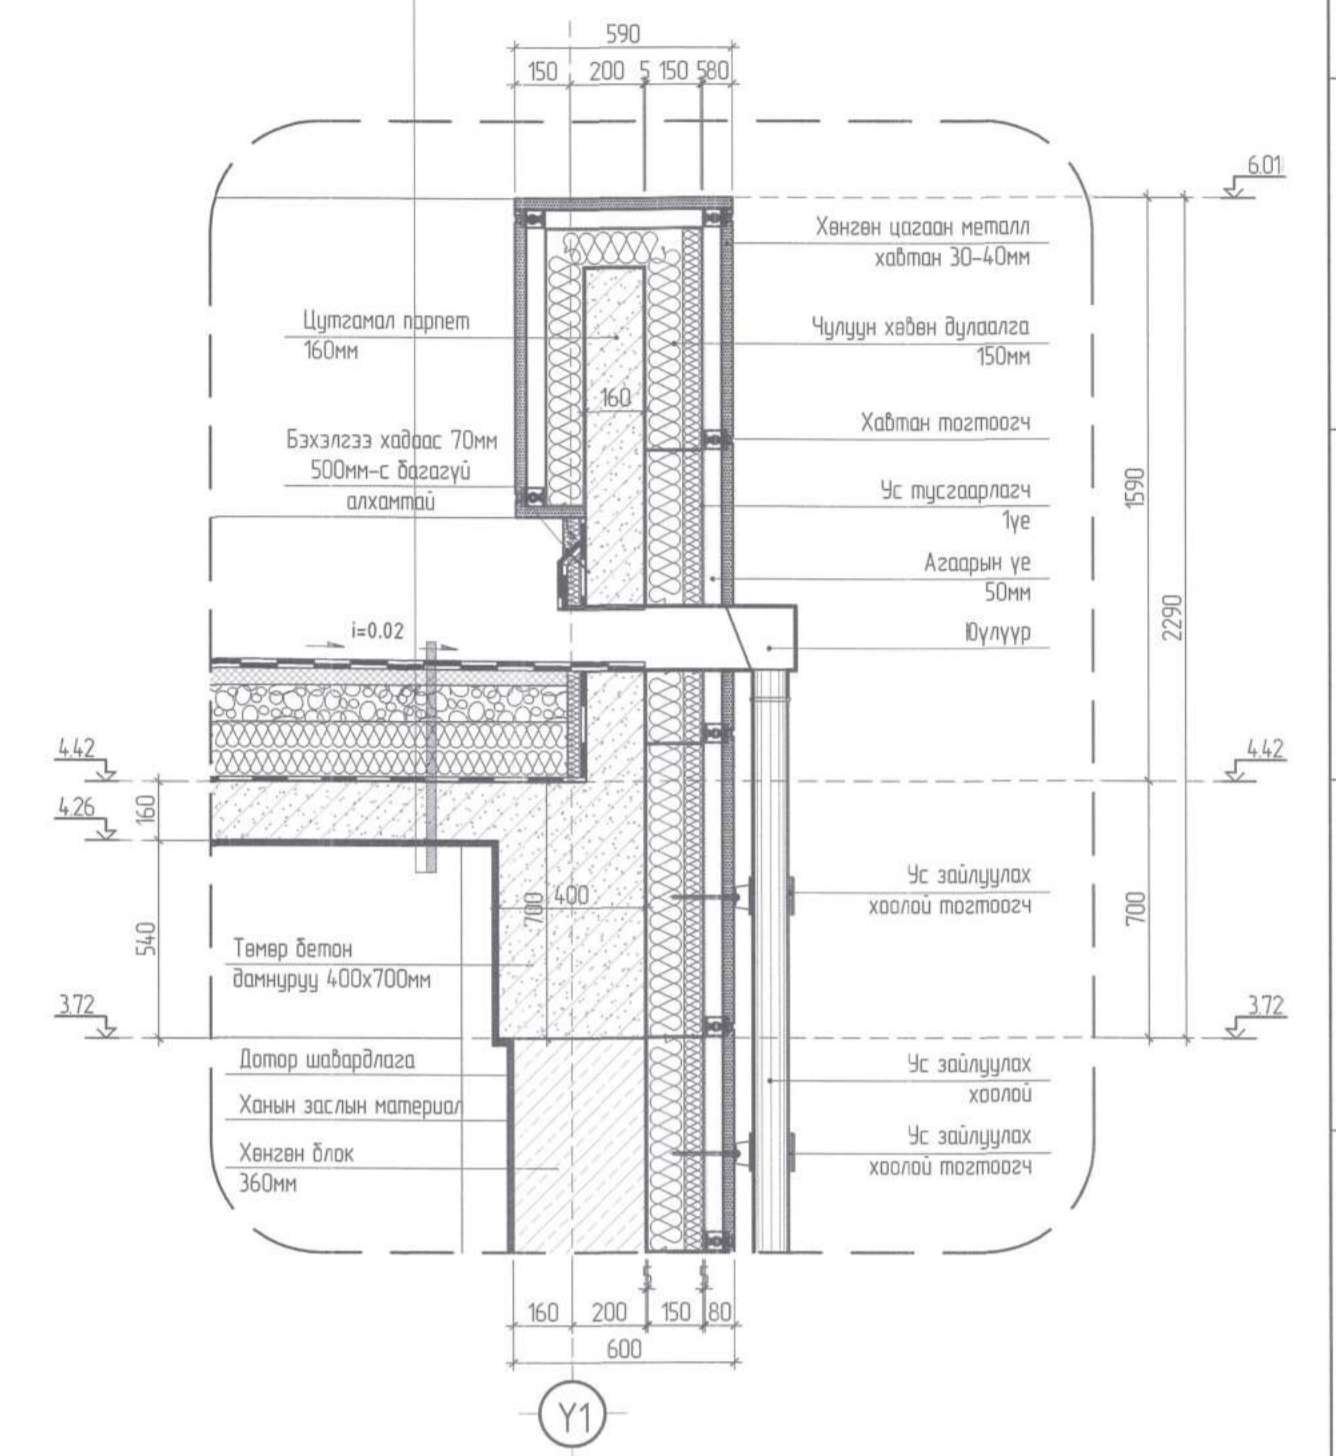 590
150 200 5 150 580
6.01
Хөнгөн цагаан металл
хавтан 30-40мм
Цутгамал парпет
160мм
Чулуун хөвөн дулаалга
150мм
160
Хавтан тогтоогч
Бэхэлгээ хадаас 70мм
500мм-с багагүй
алхамтай
Ус тусгаарлагч
1үе
1590
Агаарын үе
50мм
2290
Юүлүүр
i=0.02
4.42
4.42
4.26
160
Ус зайлуулах
хоолой тогтоогч
700
400
700
540
Төмөр бетон
дамнуруу 400x700мм
3.72
3.72
Дотор шавардлага
Ханын заслын материал
Хөнгөн блок
360мм
Ус зайлуулах
хоолой
Ус зайлуулах
хоолой тогтоогч
5 5
160 200 150 80
600
Y1